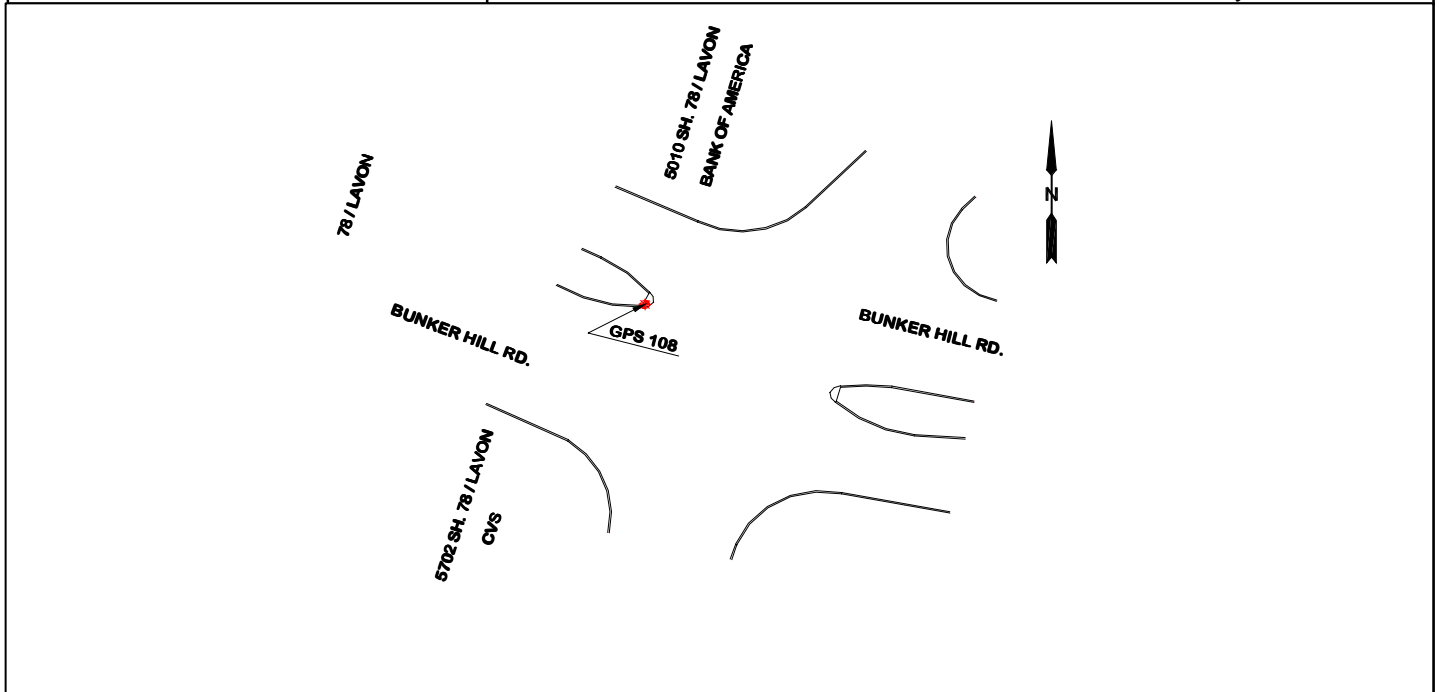 5010 SH. 78 / LAVON
BANK OF AMERICA
78 / LAVON
N
BUNKER HILL RD.
BUNKER HILL RD.
GPS 108
5702 SH. 78 / LAVON
CVS